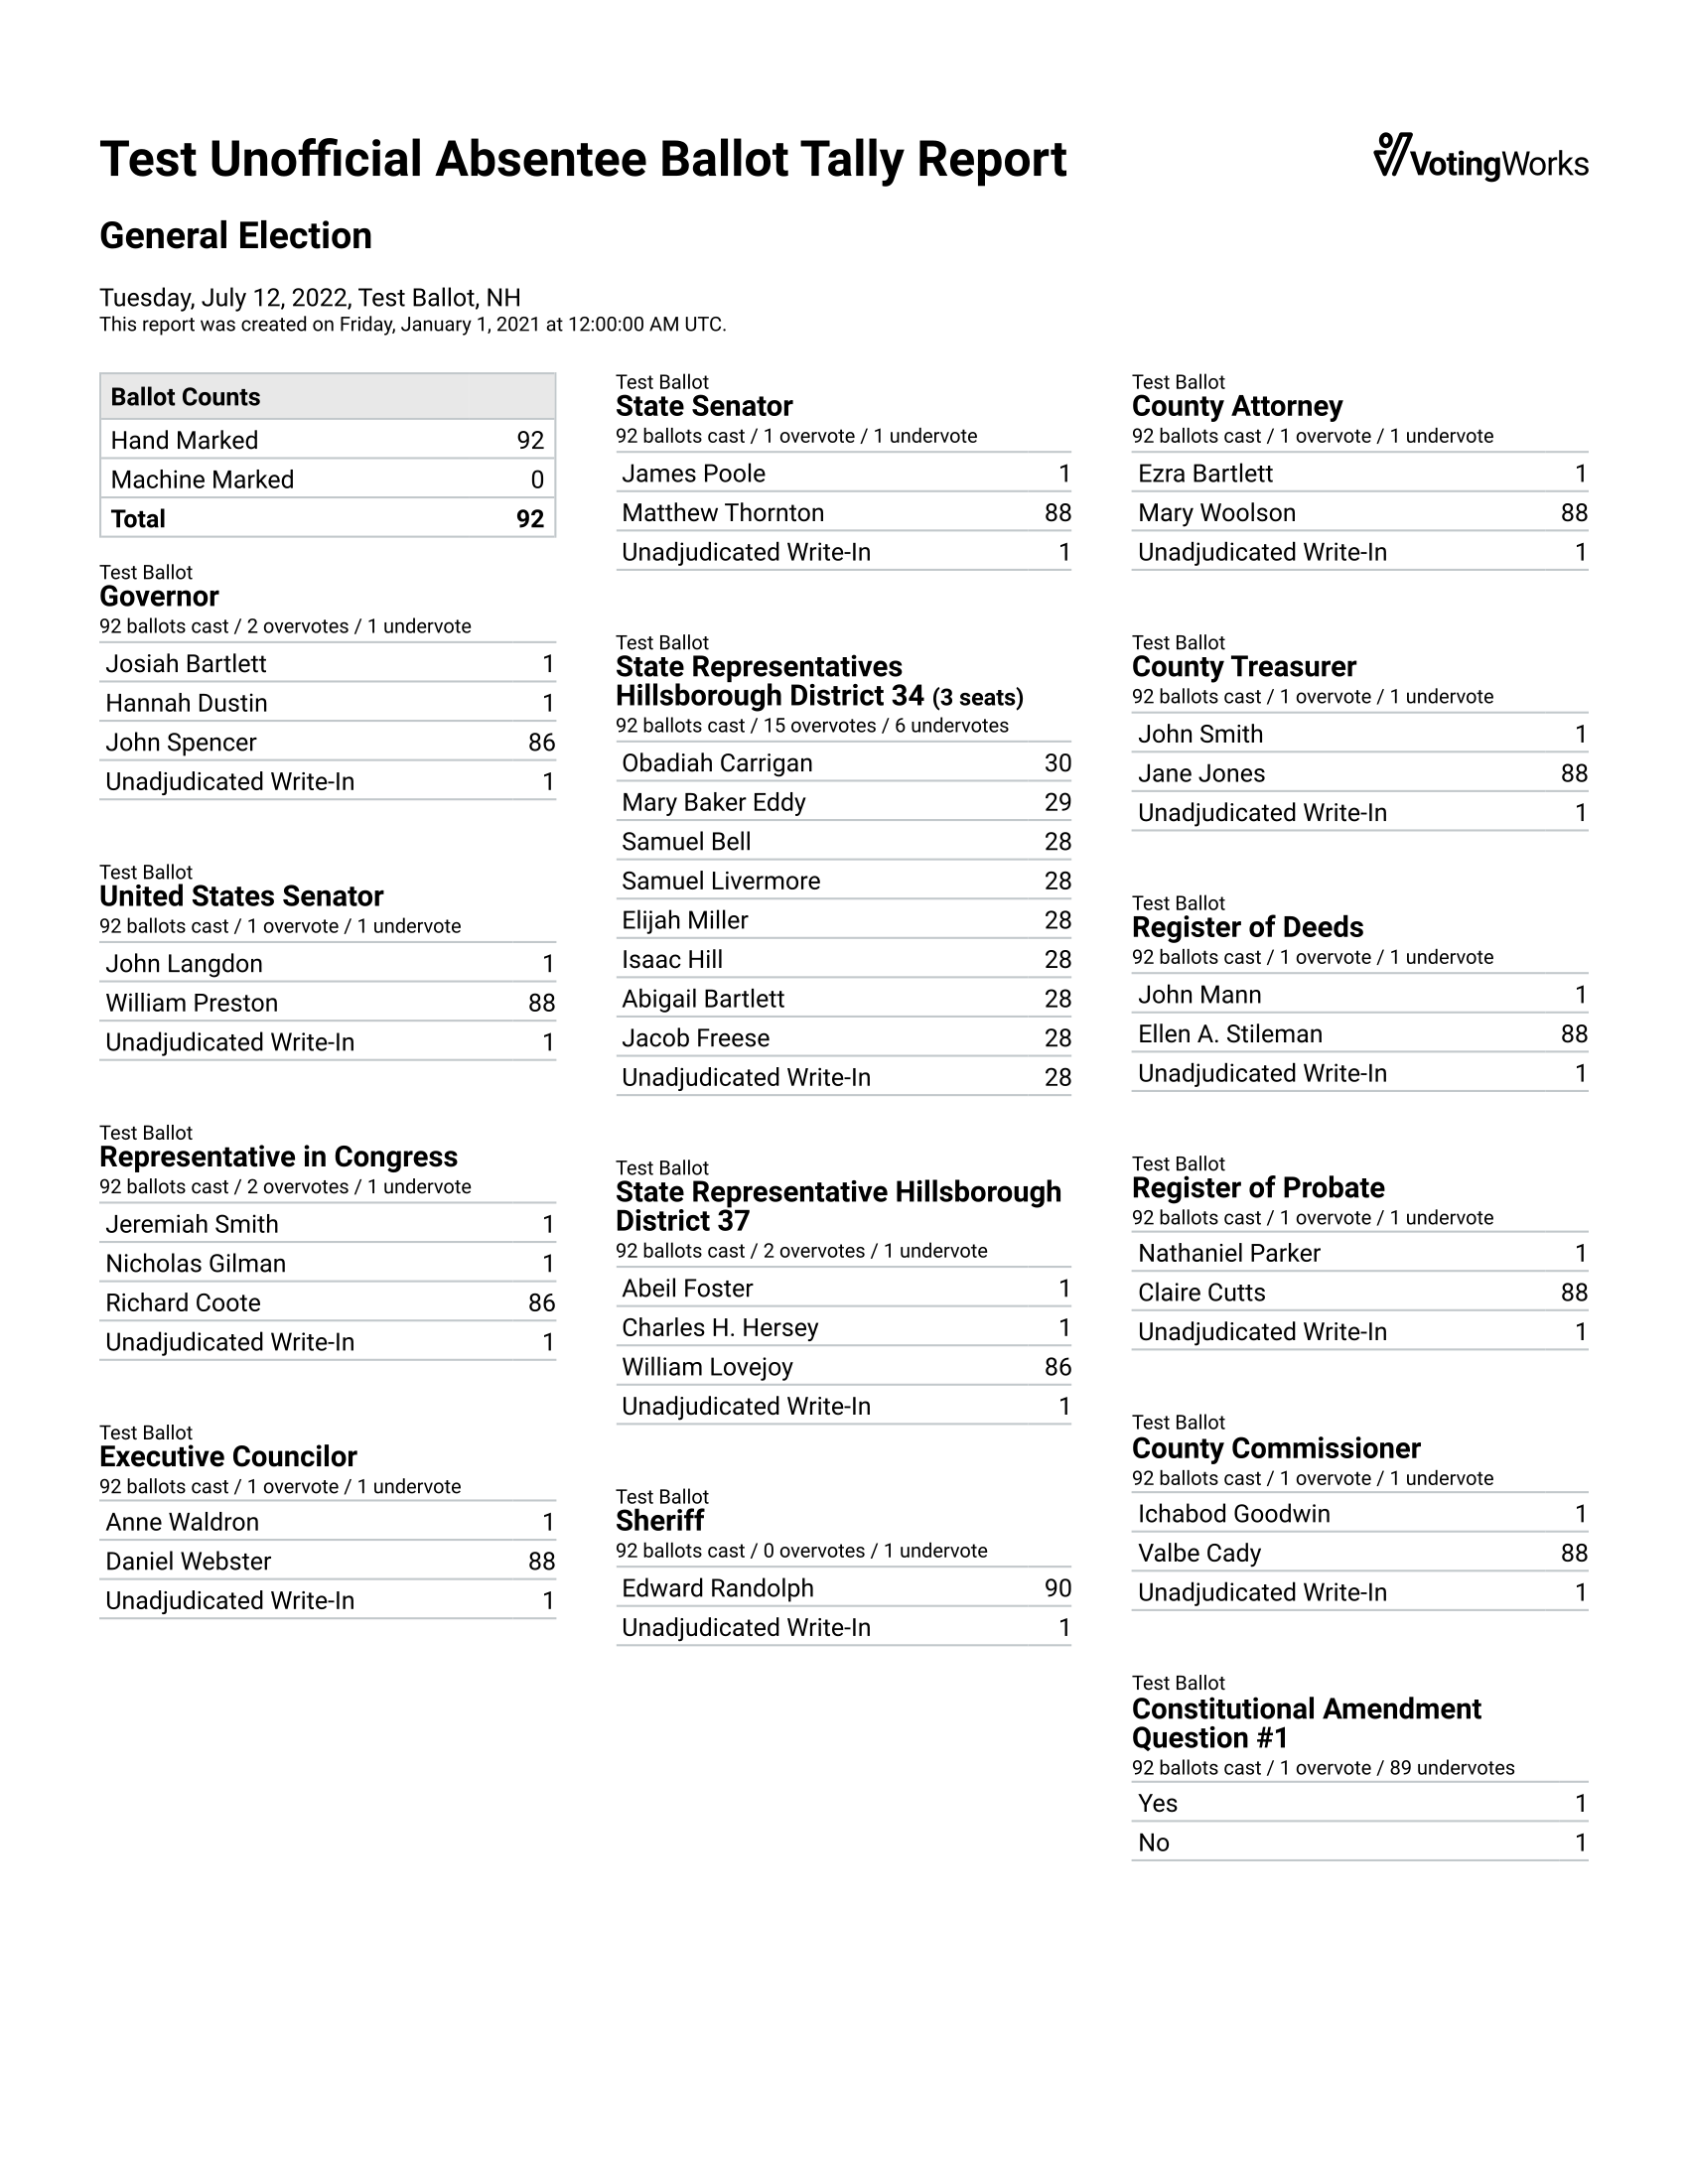 Test Unofficial Absentee Ballot Tally Report
VotingWorks
General Election
Tuesday, July 12, 2022, Test Ballot, NH
This report was created on Friday, January 1, 2021 at 12:00:00 AM UTC.
Ballot Counts
Hand Marked 92
Machine Marked 0
Total 92
Test Ballot
Governor
92 ballots cast / 2 overvotes / 1 undervote
Josiah Bartlett 1
Hannah Dustin 1
John Spencer 86
Unadjudicated Write-In 1
Test Ballot
United States Senator
92 ballots cast / 1 overvote / 1 undervote
John Langdon 1
William Preston 88
Unadjudicated Write-In 1
Test Ballot
Representative in Congress
92 ballots cast / 2 overvotes / 1 undervote
Jeremiah Smith 1
Nicholas Gilman 1
Richard Coote 86
Unadjudicated Write-In 1
Test Ballot
Executive Councilor
92 ballots cast / 1 overvote / 1 undervote
Anne Waldron 1
Daniel Webster 88
Unadjudicated Write-In 1
Test Ballot
State Senator
92 ballots cast / 1 overvote / 1 undervote
James Poole 1
Matthew Thornton 88
Unadjudicated Write-In 1
Test Ballot
State Representatives
Hillsborough District 34 (3 seats)
92 ballots cast / 15 overvotes / 6 undervotes
Obadiah Carrigan 30
Mary Baker Eddy 29
Samuel Bell 28
Samuel Livermore 28
Elijah Miller 28
Isaac Hill 28
Abigail Bartlett 28
Jacob Freese 28
Unadjudicated Write-In 28
Test Ballot
State Representative Hillsborough
District 37
92 ballots cast / 2 overvotes / 1 undervote
Abeil Foster 1
Charles H. Hersey 1
William Lovejoy 86
Unadjudicated Write-In 1
Test Ballot
Sheriff
92 ballots cast / 0 overvotes / 1 undervote
Edward Randolph 90
Unadjudicated Write-In 1
Test Ballot
County Attorney
92 ballots cast / 1 overvote / 1 undervote
Ezra Bartlett 1
Mary Woolson 88
Unadjudicated Write-In 1
Test Ballot
County Treasurer
92 ballots cast / 1 overvote / 1 undervote
John Smith 1
Jane Jones 88
Unadjudicated Write-In 1
Test Ballot
Register of Deeds
92 ballots cast / 1 overvote / 1 undervote
John Mann 1
Ellen A. Stileman 88
Unadjudicated Write-In 1
Test Ballot
Register of Probate
92 ballots cast / 1 overvote / 1 undervote
Nathaniel Parker 1
Claire Cutts 88
Unadjudicated Write-In 1
Test Ballot
County Commissioner
92 ballots cast / 1 overvote / 1 undervote
Ichabod Goodwin 1
Valbe Cady 88
Unadjudicated Write-In 1
Test Ballot
Constitutional Amendment
Question #1
92 ballots cast / 1 overvote / 89 undervotes
Yes 1
No 1